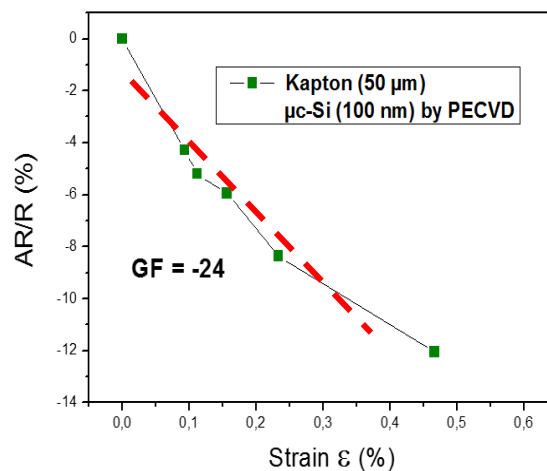 0
-2
-4
-6
-8
-10
-12
-14
ΔR/R (%)
Kapton (50 µm)
µc-Si (100 nm) by PECVD
GF = -24
0,0 0,1 0,2 0,3 0,4 0,5 0,6
Strain ε (%)